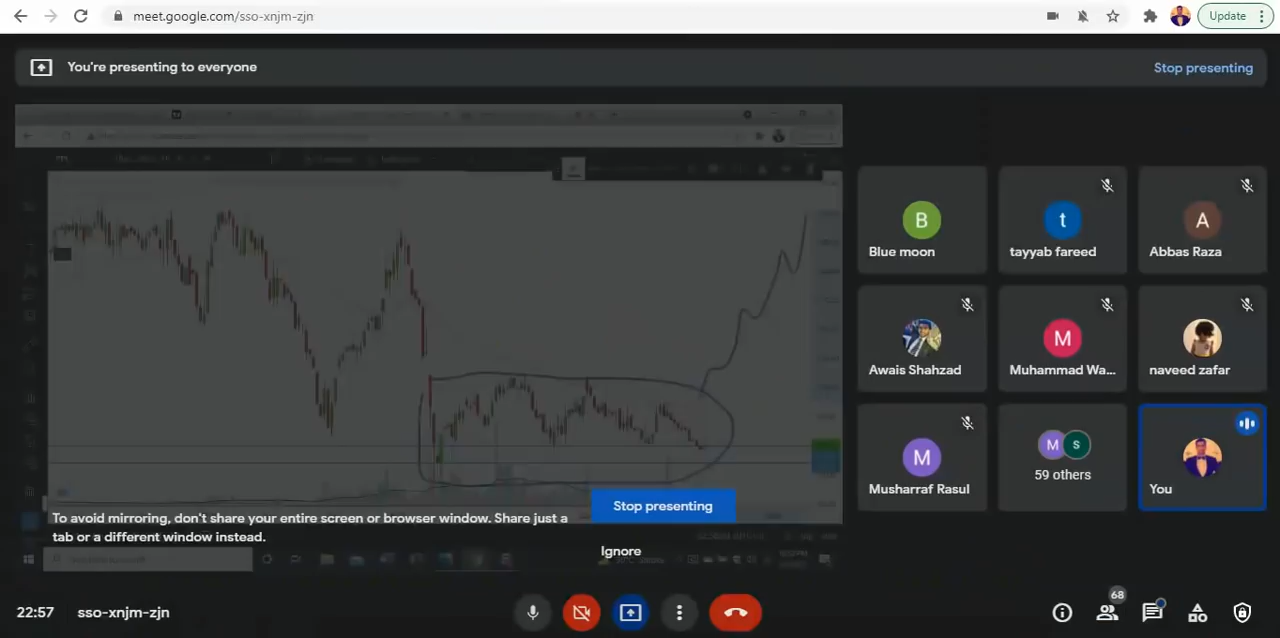 meet.google.com/sso-xnjm-zjn
Update
You're presenting to everyone
Stop presenting
B
Blue moon
t
tayyab fareed
A
Abbas Raza
Awais Shahzad
M
Muhammad Wa...
naveed zafar
M
Musharraf Rasul
M
S
59 others
You
To avoid mirroring, don't share your entire screen or browser window. Share just a
tab or a different window instead.
Stop presenting
Ignore
22:57
sso-xnjm-zjn
68